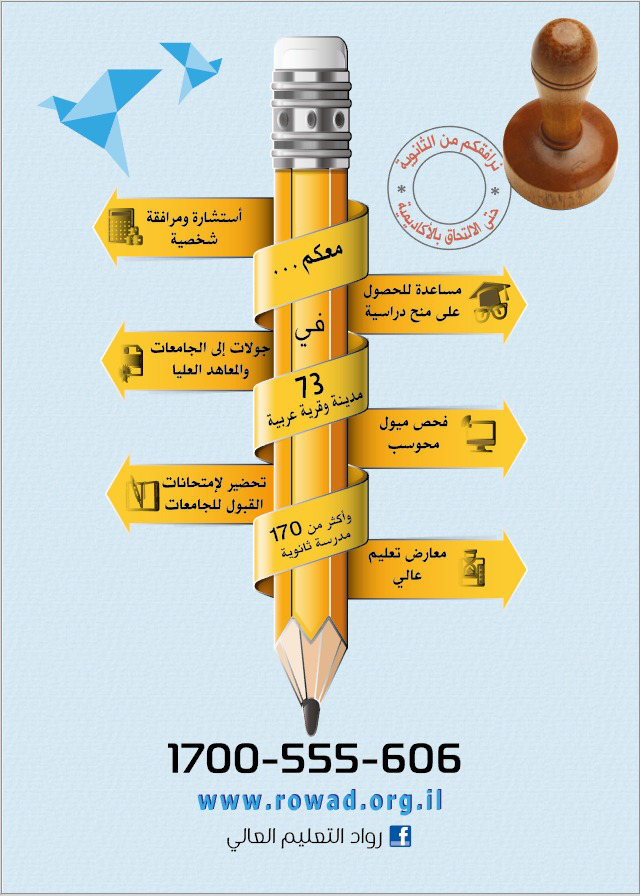 نرافقكم من الثانوية
حتى الالتحاق بالأكاديمية
أستشارة ومرافقة
شخصية
معكم ...
مساعدة للحصول
على منح دراسية
في
جولات إلى الجامعات
والمعاهد العليا
73
مدينة وقرية عربية
فحص ميول
محوسب
تحضير لإمتحانات
القبول للجامعات
وأكثر من 170
مدرسة ثانوية
معارض تعليم
عالي
1700-555-606
www.rowad.org.il
رواد التعليم العالي